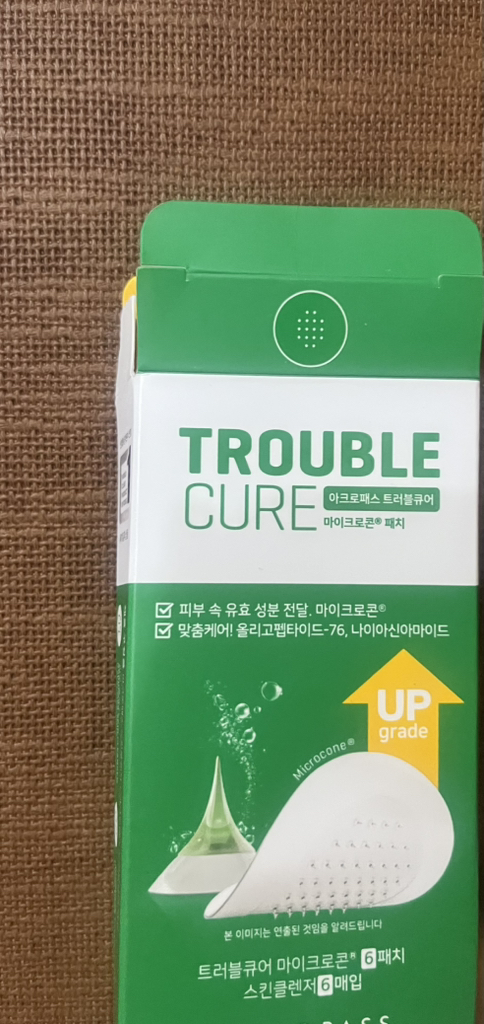 TROUBLE
CURE 아크로패스 트러블큐어
마이크로콘® 패치
피부 속 유효 성분 전달. 마이크로콘®
맞춤케어! 올리고펩타이드-76, 나이아신아마이드
UP
grade
Microcone®
본 이미지는 연출된 것임을 알려드립니다
트러블큐어 마이크로콘® 6패치
스킨클렌저 6매입